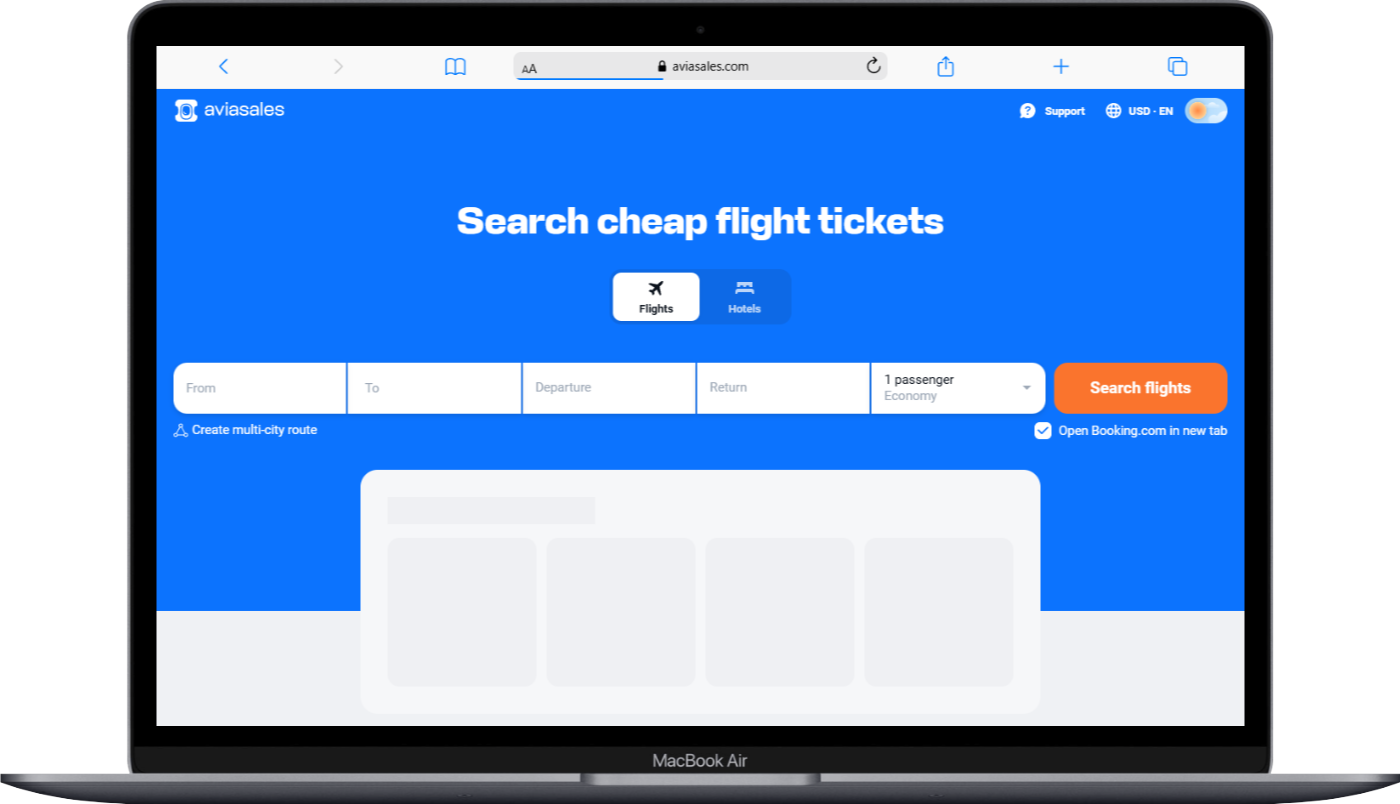 AA
aviasales.com
aviasales
? Support
USD · EN
Search cheap flight tickets
Flights
Hotels
From
To
Departure
Return
1 passenger
Economy
Search flights
Create multi-city route
Open Booking.com in new tab
MacBook Air